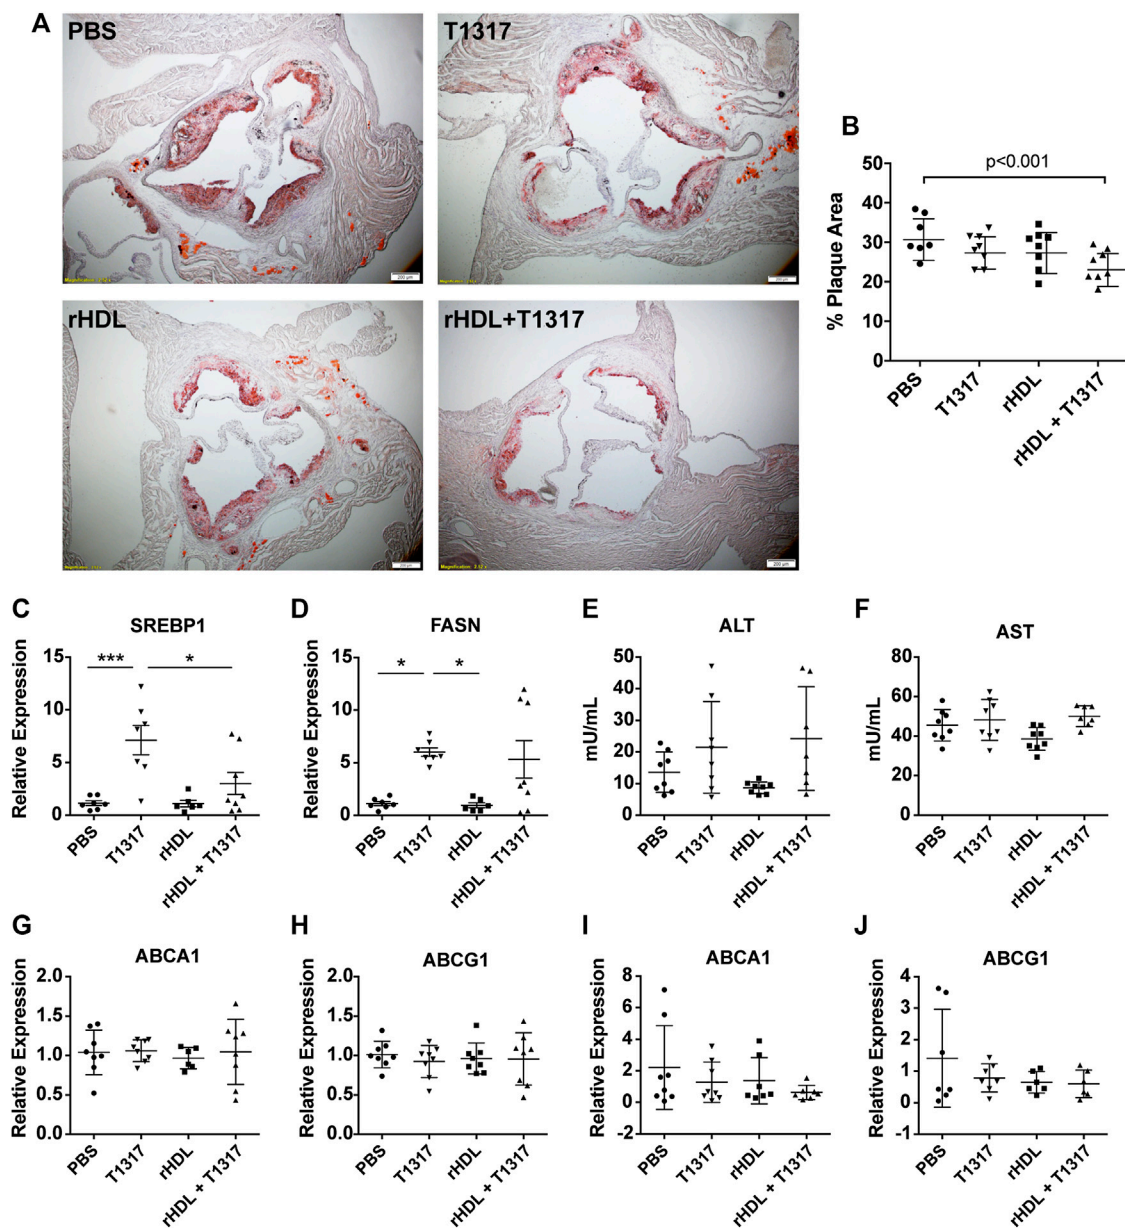 A
PBS
T1317
200 µm
200 µm
rHDL
rHDL+T1317
200 µm
B
p<0.001
% Plaque Area
50
40
30
20
10
0
PBS
T1317
rHDL
rHDL + T1317
C
SREBP1
Relative Expression
15
10
5
0
***
*
PBS
T1317
rHDL
rHDL + T1317
D
FASN
Relative Expression
15
10
5
0
*
*
PBS
T1317
rHDL
rHDL + T1317
E
ALT
mU/mL
50
40
30
20
10
0
PBS
T1317
rHDL
rHDL + T1317
F
AST
mU/mL
80
60
40
20
0
PBS
T1317
rHDL
rHDL + T1317
G
ABCA1
Relative Expression
2.0
1.5
1.0
0.5
0.0
PBS
T1317
rHDL
rHDL + T1317
H
ABCG1
Relative Expression
2.0
1.5
1.0
0.5
0.0
PBS
T1317
rHDL
rHDL + T1317
I
ABCA1
Relative Expression
8
6
4
2
0
-2
PBS
T1317
rHDL
rHDL + T1317
J
ABCG1
Relative Expression
4
3
2
1
0
-1
PBS
T1317
rHDL
rHDL + T1317